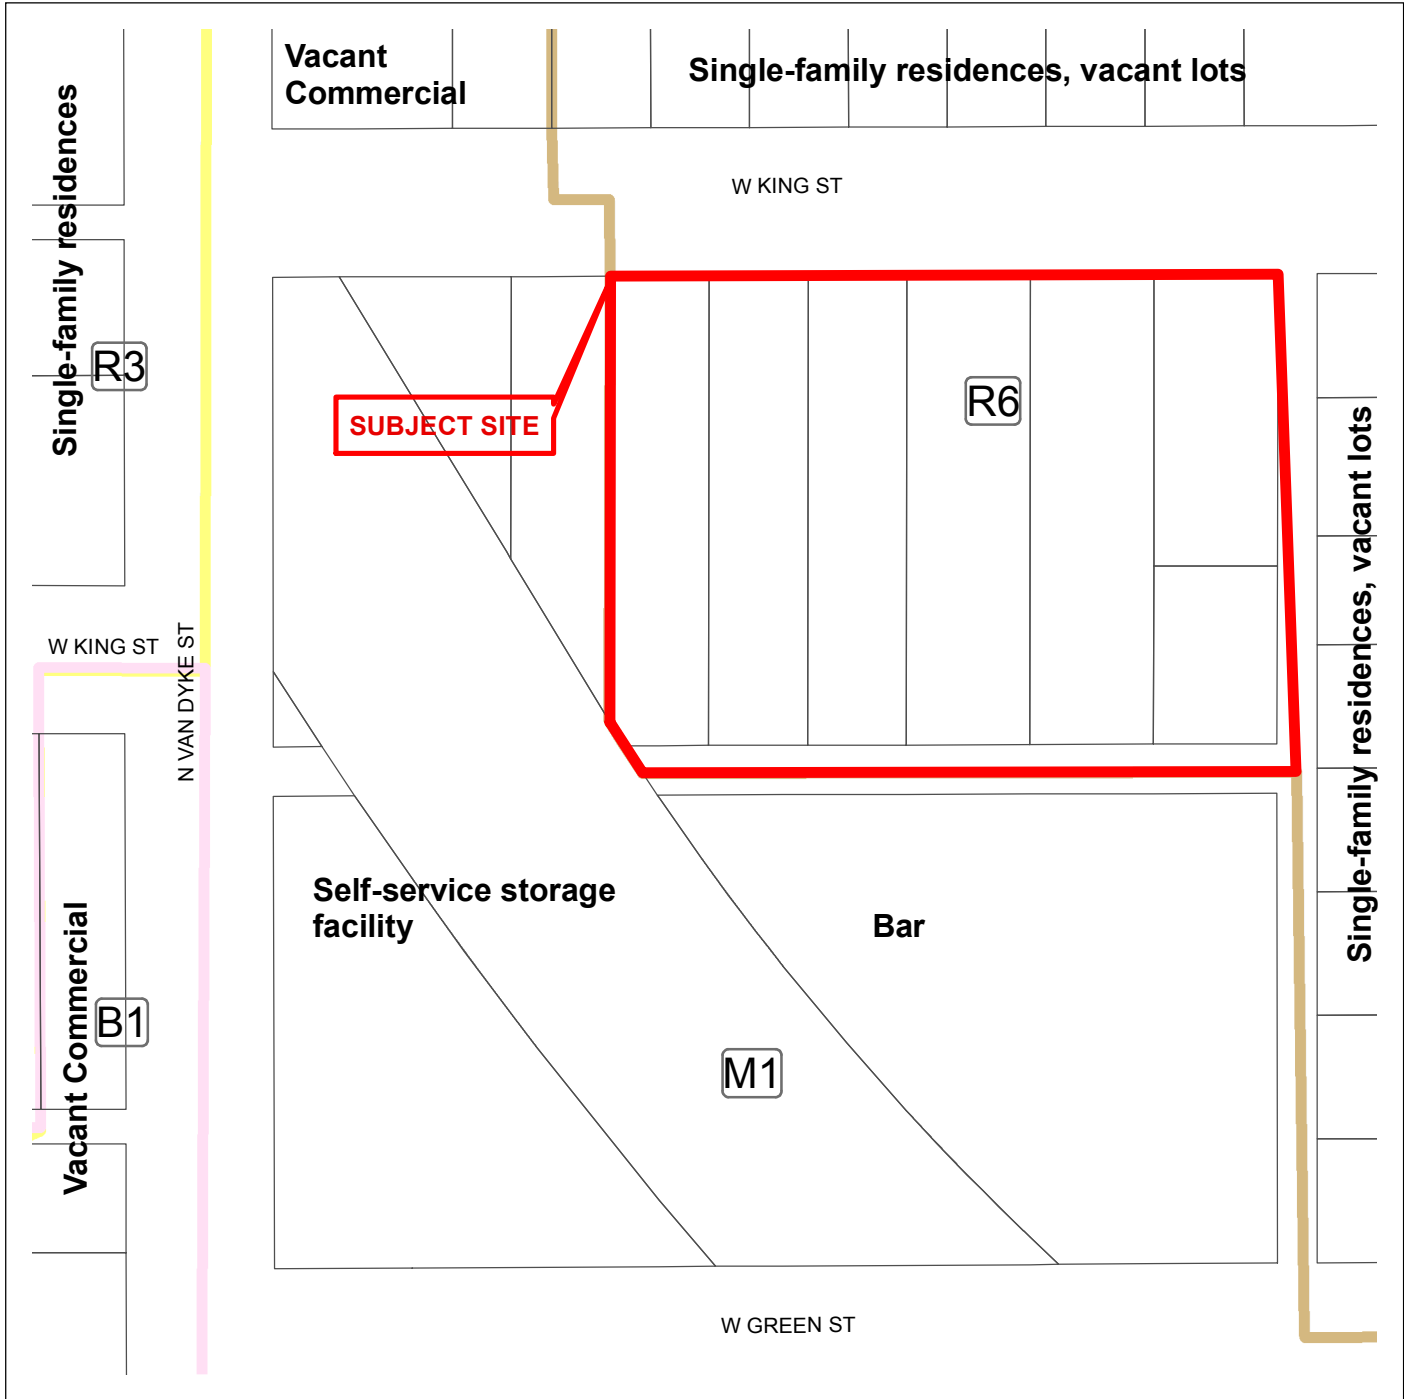 Vacant
Commercial
Single-family residences, vacant lots
Single-family residences
W KING ST
R3
R6
SUBJECT SITE
Single-family residences, vacant lots
W KING ST
N VAN DYKE ST
Self-service storage
facility
Bar
Vacant Commercial
B1
M1
W GREEN ST